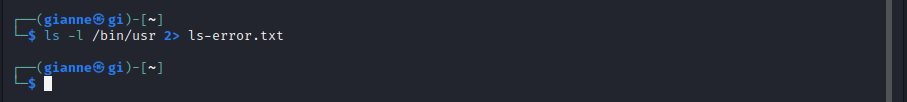 ┌──(gianne㉿gi)-[~]
└─$ ls -l /bin/usr 2> ls-error.txt
┌──(gianne㉿gi)-[~]
└─$